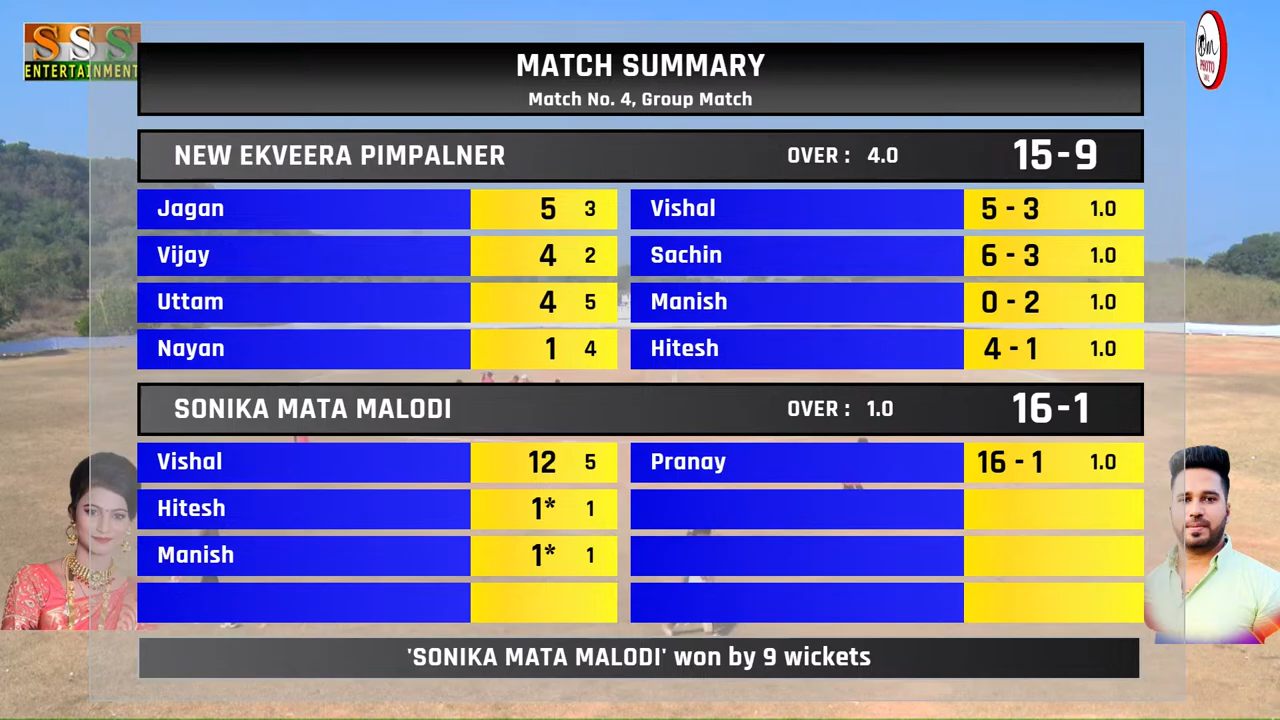 SSS
ENTERTAINMENT
PHOTO
MATCH SUMMARY
Match No. 4, Group Match
NEW EKVEERA PIMPALNER OVER : 4.0 15-9
Jagan 5 3 Vishal 5 - 3 1.0
Vijay 4 2 Sachin 6 - 3 1.0
Uttam 4 5 Manish 0 - 2 1.0
Nayan 1 4 Hitesh 4 - 1 1.0
SONIKA MATA MALODI OVER : 1.0 16-1
Vishal 12 5 Pranay 16 - 1 1.0
Hitesh 1* 1
Manish 1* 1
'SONIKA MATA MALODI' won by 9 wickets